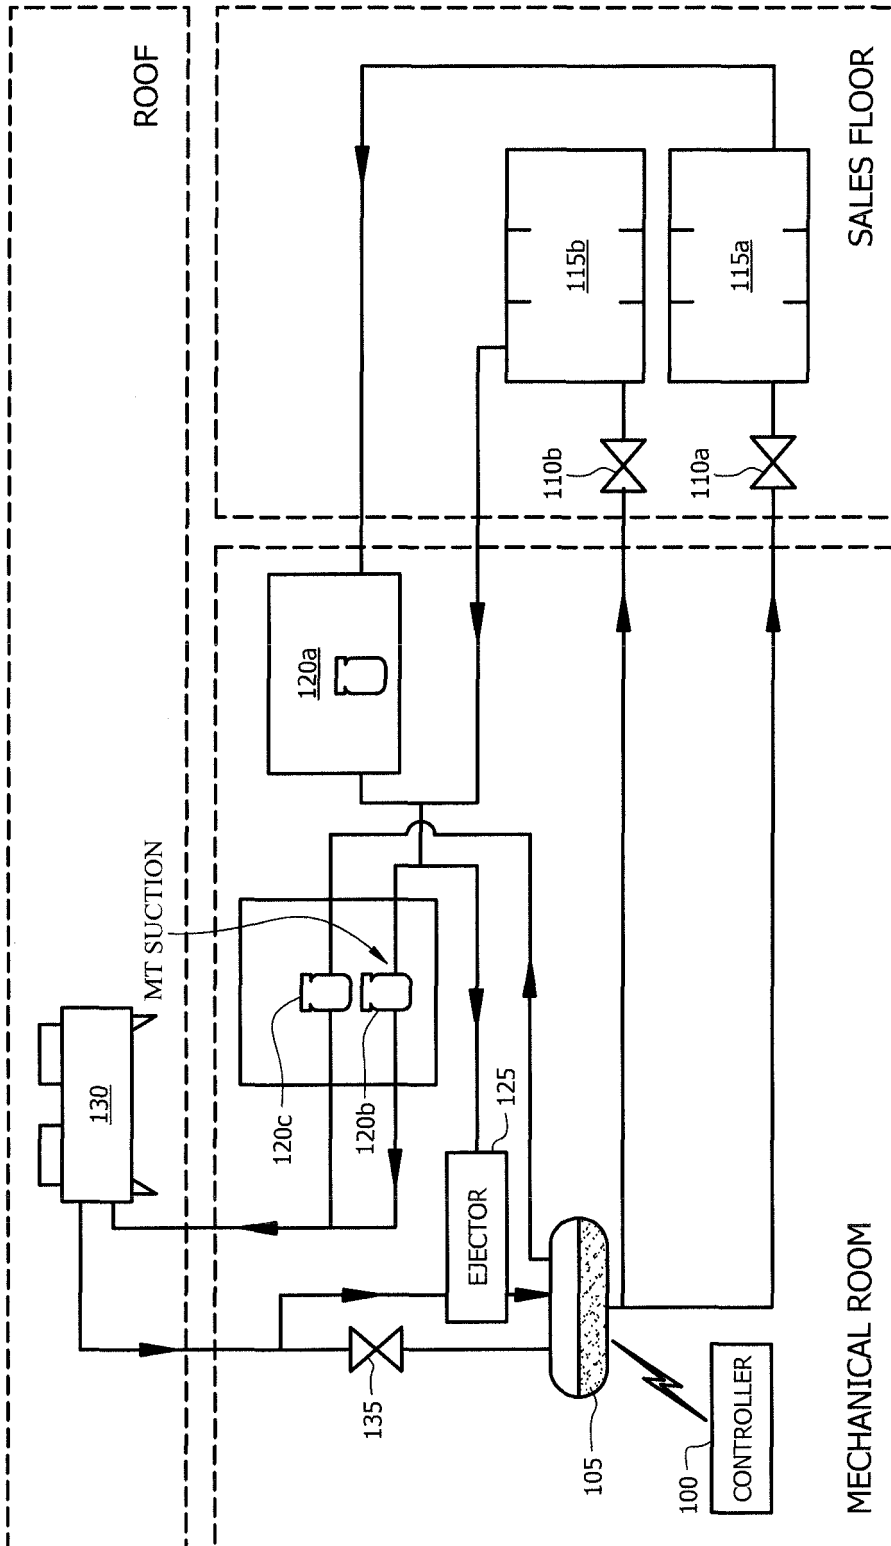 ROOF
130
MT SUCTION
120c
120b
120a
135
EJECTOR
125
105
100
CONTROLLER
MECHANICAL ROOM
110b
110a
115b
115a
SALES FLOOR